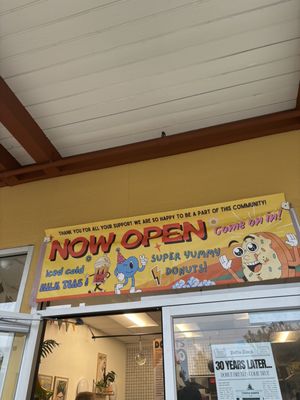 THANK YOU FOR ALL YOUR SUPPORT WE ARE SO HAPPY TO BE A PART OF THIS COMMUNITY!
NOW OPEN
Come on in!
Iced cold
MILK TEAS!
SUPER YUMMY
DONUTS!
30 YEARS LATER...